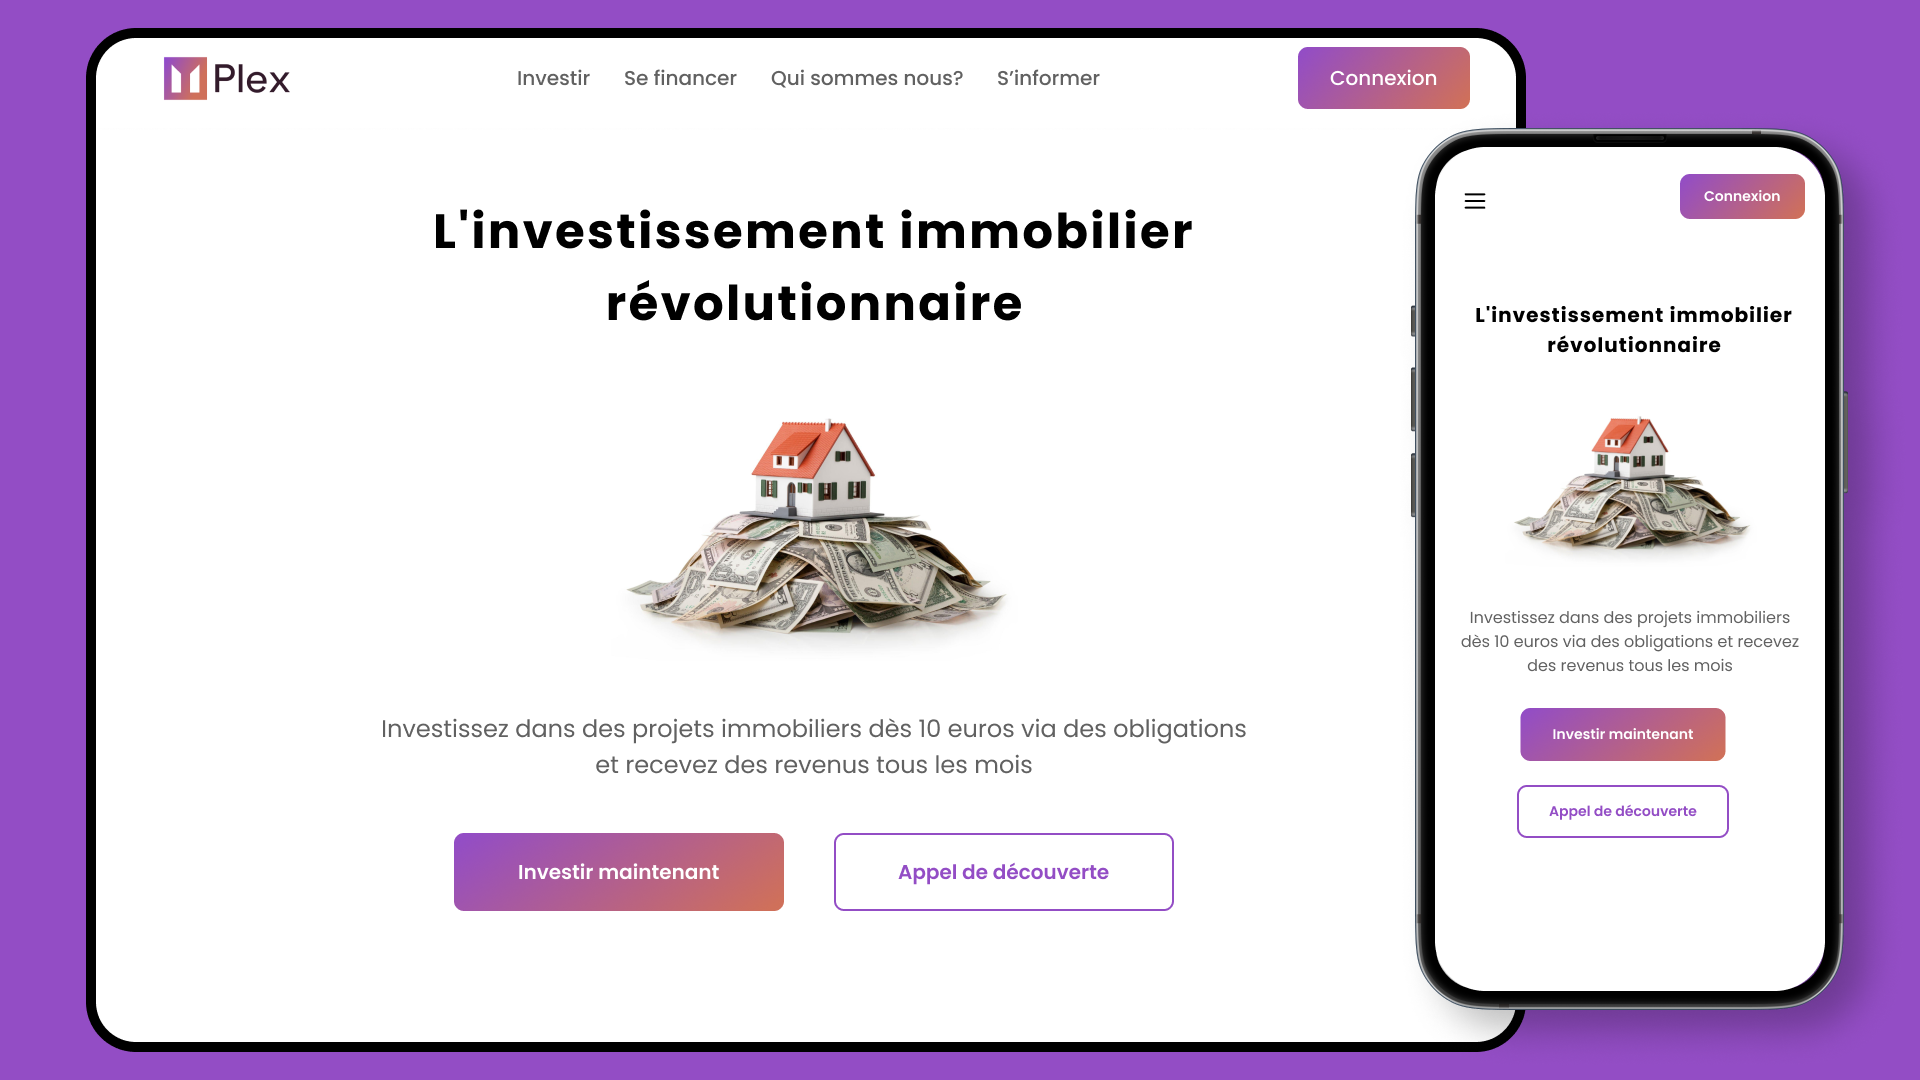 Plex
Investir
Se financer
Qui sommes nous?
S'informer
Connexion
L'investissement immobilier
révolutionnaire
Investissez dans des projets immobiliers dès 10 euros via des obligations
et recevez des revenus tous les mois
Investir maintenant
Appel de découverte
Connexion
L'investissement immobilier
révolutionnaire
Investissez dans des projets immobiliers
dès 10 euros via des obligations et recevez
des revenus tous les mois
Investir maintenant
Appel de découverte